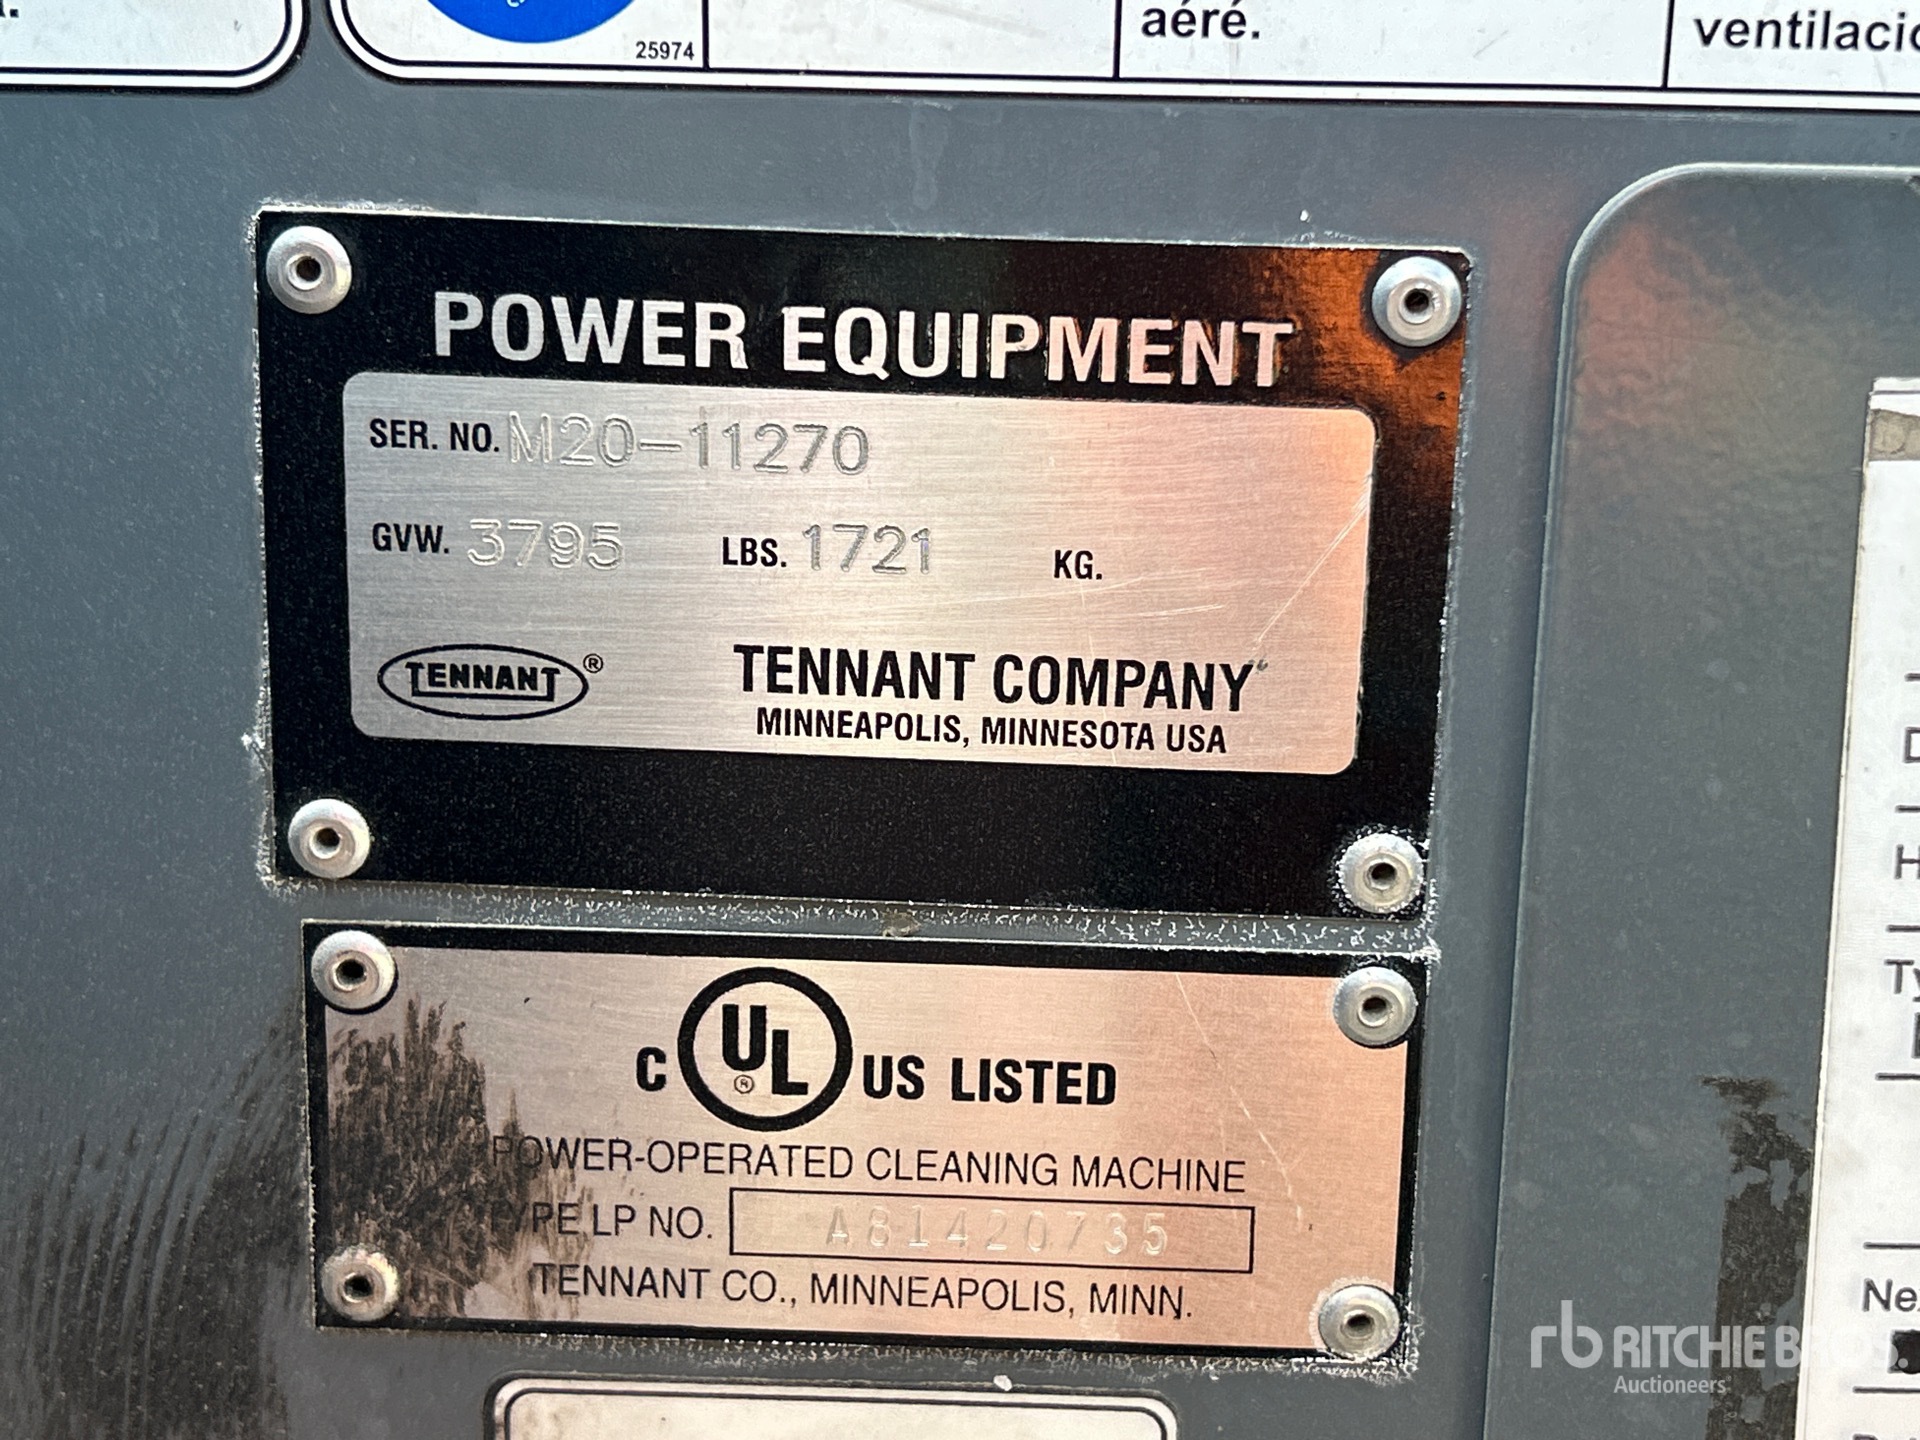 25974
aéré.
POWER EQUIPMENT
SER. NO. M20-11270
GVW. 3795 LBS. 1721 KG.
TENNANT®
TENNANT COMPANY
MINNEAPOLIS, MINNESOTA USA
C UL® US LISTED
POWER-OPERATED CLEANING MACHINE
TYPE LP NO. A81420735
TENNANT CO., MINNEAPOLIS, MINN.
rb RITCHIE BROS.
Auctioneers